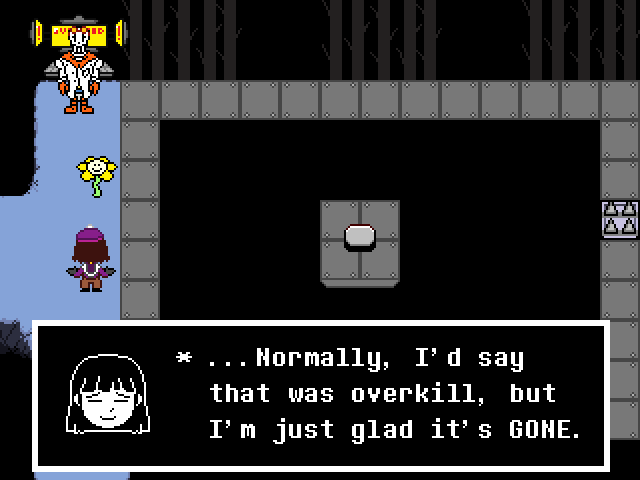 * ...Normally, I'd say
that was overkill, but
I'm just glad it's GONE.